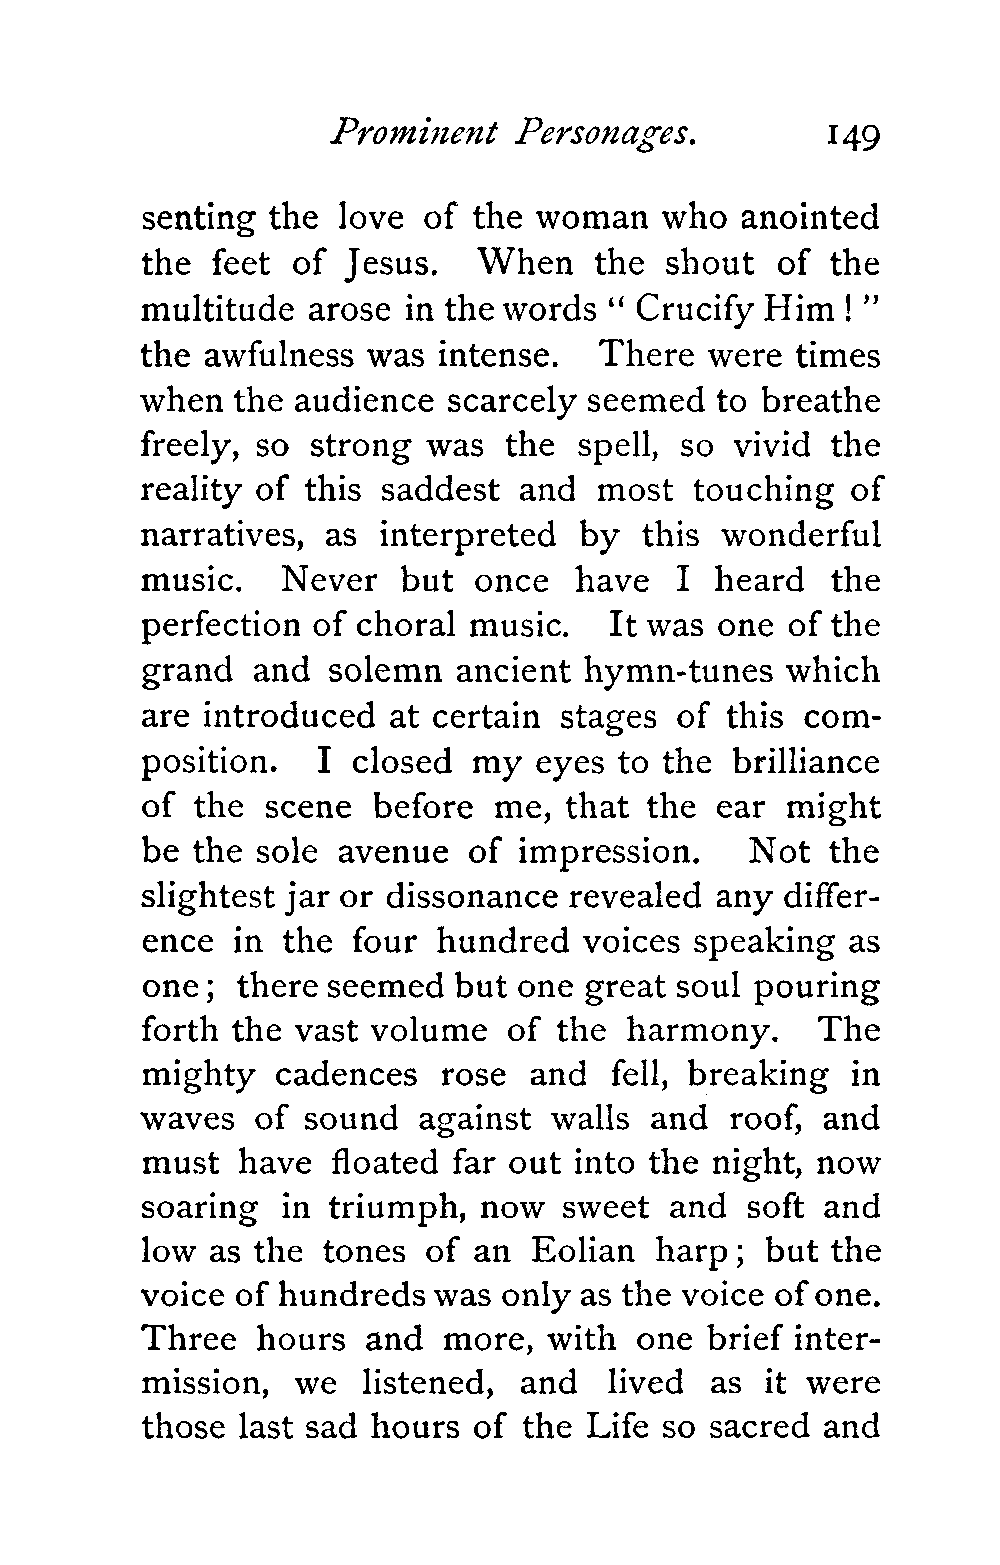 Prominent Personages. 149
senting the love of the woman who anointed
the feet of Jesus. When the shout of the
multitude arose in the words “ Crucify Him ! ”
the awfulness was intense. There were times
when the audience scarcely seemed to breathe
freely, so strong was the spell, so vivid the
reality of this saddest and most touching of
narratives, as interpreted by this wonderful
music. Never but once have I heard the
perfection of choral music. It was one of the
grand and solemn ancient hymn-tunes which
are introduced at certain stages of this com-
position. I closed my eyes to the brilliance
of the scene before me, that the ear might
be the sole avenue of impression. Not the
slightest jar or dissonance revealed any differ-
ence in the four hundred voices speaking as
one ; there seemed but one great soul pouring
forth the vast volume of the harmony. The
mighty cadences rose and fell, breaking in
waves of sound against walls and roof, and
must have floated far out into the night, now
soaring in triumph, now sweet and soft and
low as the tones of an Eolian harp ; but the
voice of hundreds was only as the voice of one.
Three hours and more, with one brief inter-
mission, we listened, and lived as it were
those last sad hours of the Life so sacred and